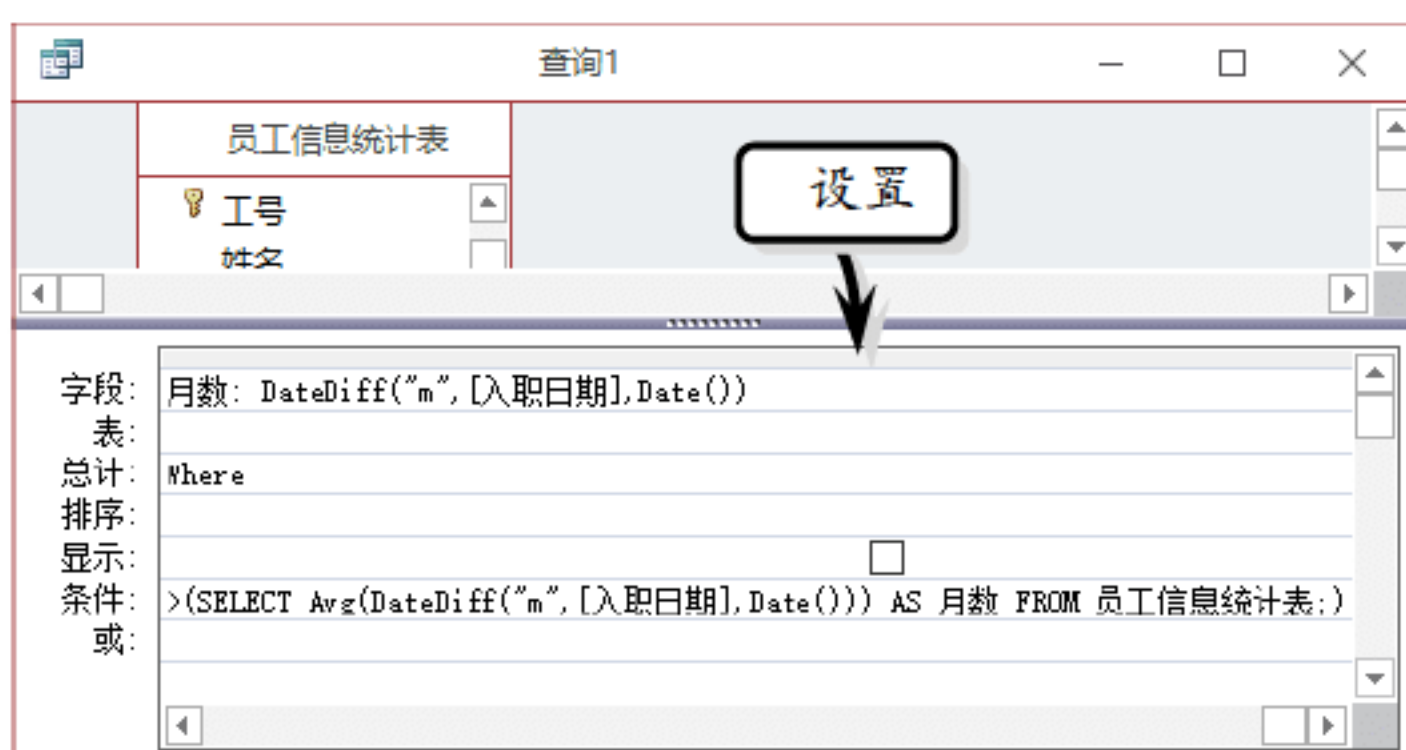 查询1
员工信息统计表
工号
姓名
设置
字段: 月数: DateDiff("m",[入职日期],Date())
表:
总计: Where
排序:
显示:
条件: >(SELECT Avg(DateDiff("m",[入职日期],Date())) AS 月数 FROM 员工信息统计表;)
或: